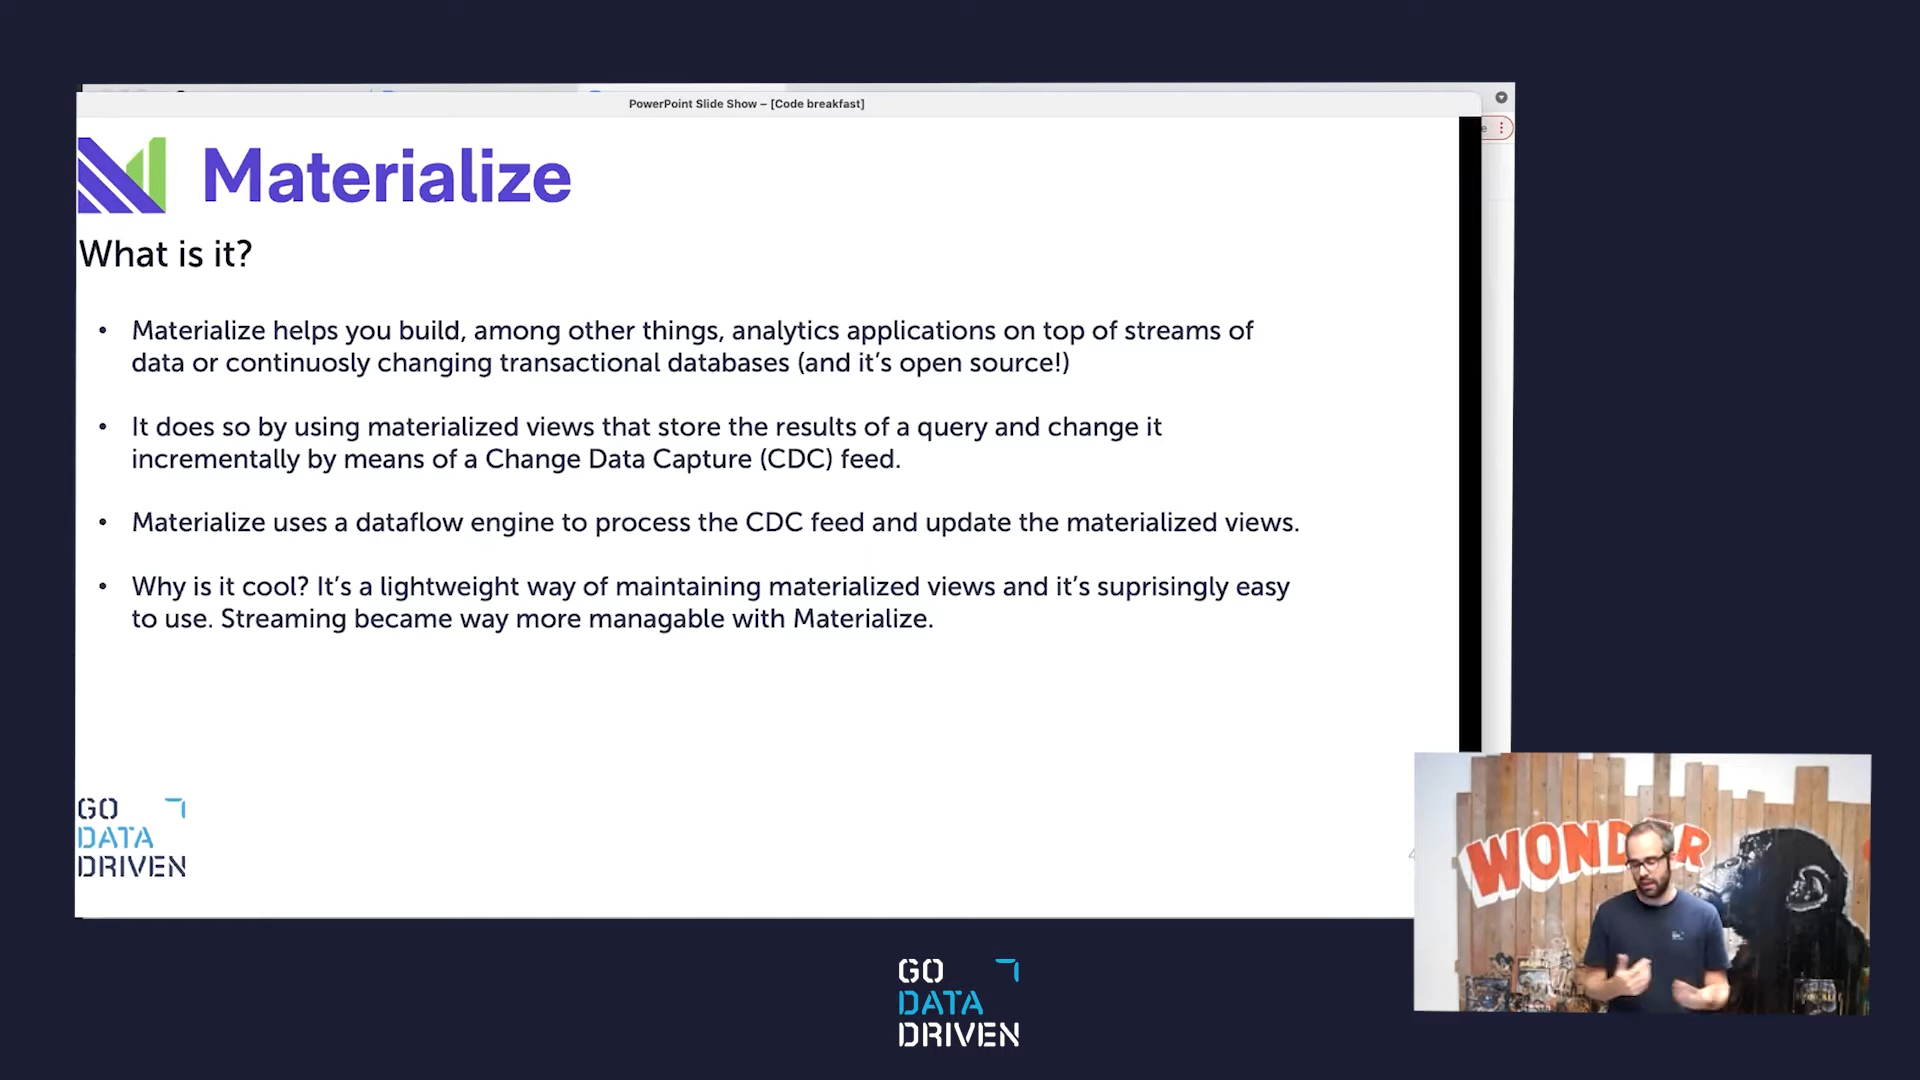 PowerPoint Slide Show – [Code breakfast]
e
Materialize
What is it?
• Materialize helps you build, among other things, analytics applications on top of streams of
data or continuosly changing transactional databases (and it's open source!)
• It does so by using materialized views that store the results of a query and change it
incrementally by means of a Change Data Capture (CDC) feed.
• Materialize uses a dataflow engine to process the CDC feed and update the materialized views.
• Why is it cool? It's a lightweight way of maintaining materialized views and it's suprisingly easy
to use. Streaming became way more managable with Materialize.
GO
DATA
DRIVEN
WONDER
GO
DATA
DRIVEN